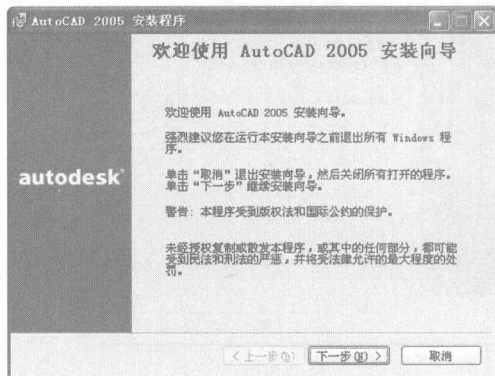 AutoCAD 2005 安装程序
欢迎使用 AutoCAD 2005 安装向导
欢迎使用 AutoCAD 2005 安装向导。
强烈建议您在运行本安装向导之前退出所有 Windows 程
序。
autodesk
单击“取消”退出安装向导，然后关闭所有打开的程序。
单击“下一步”继续安装向导。
警告：本程序受到版权法和国际公约的保护。
未经授权复制或散发本程序，或其中的任何部分，都可能
受到民法和刑法的严惩，并将受法律允许的最大程度的处
罚。
<上一步(B) 下一步(N)> 取消